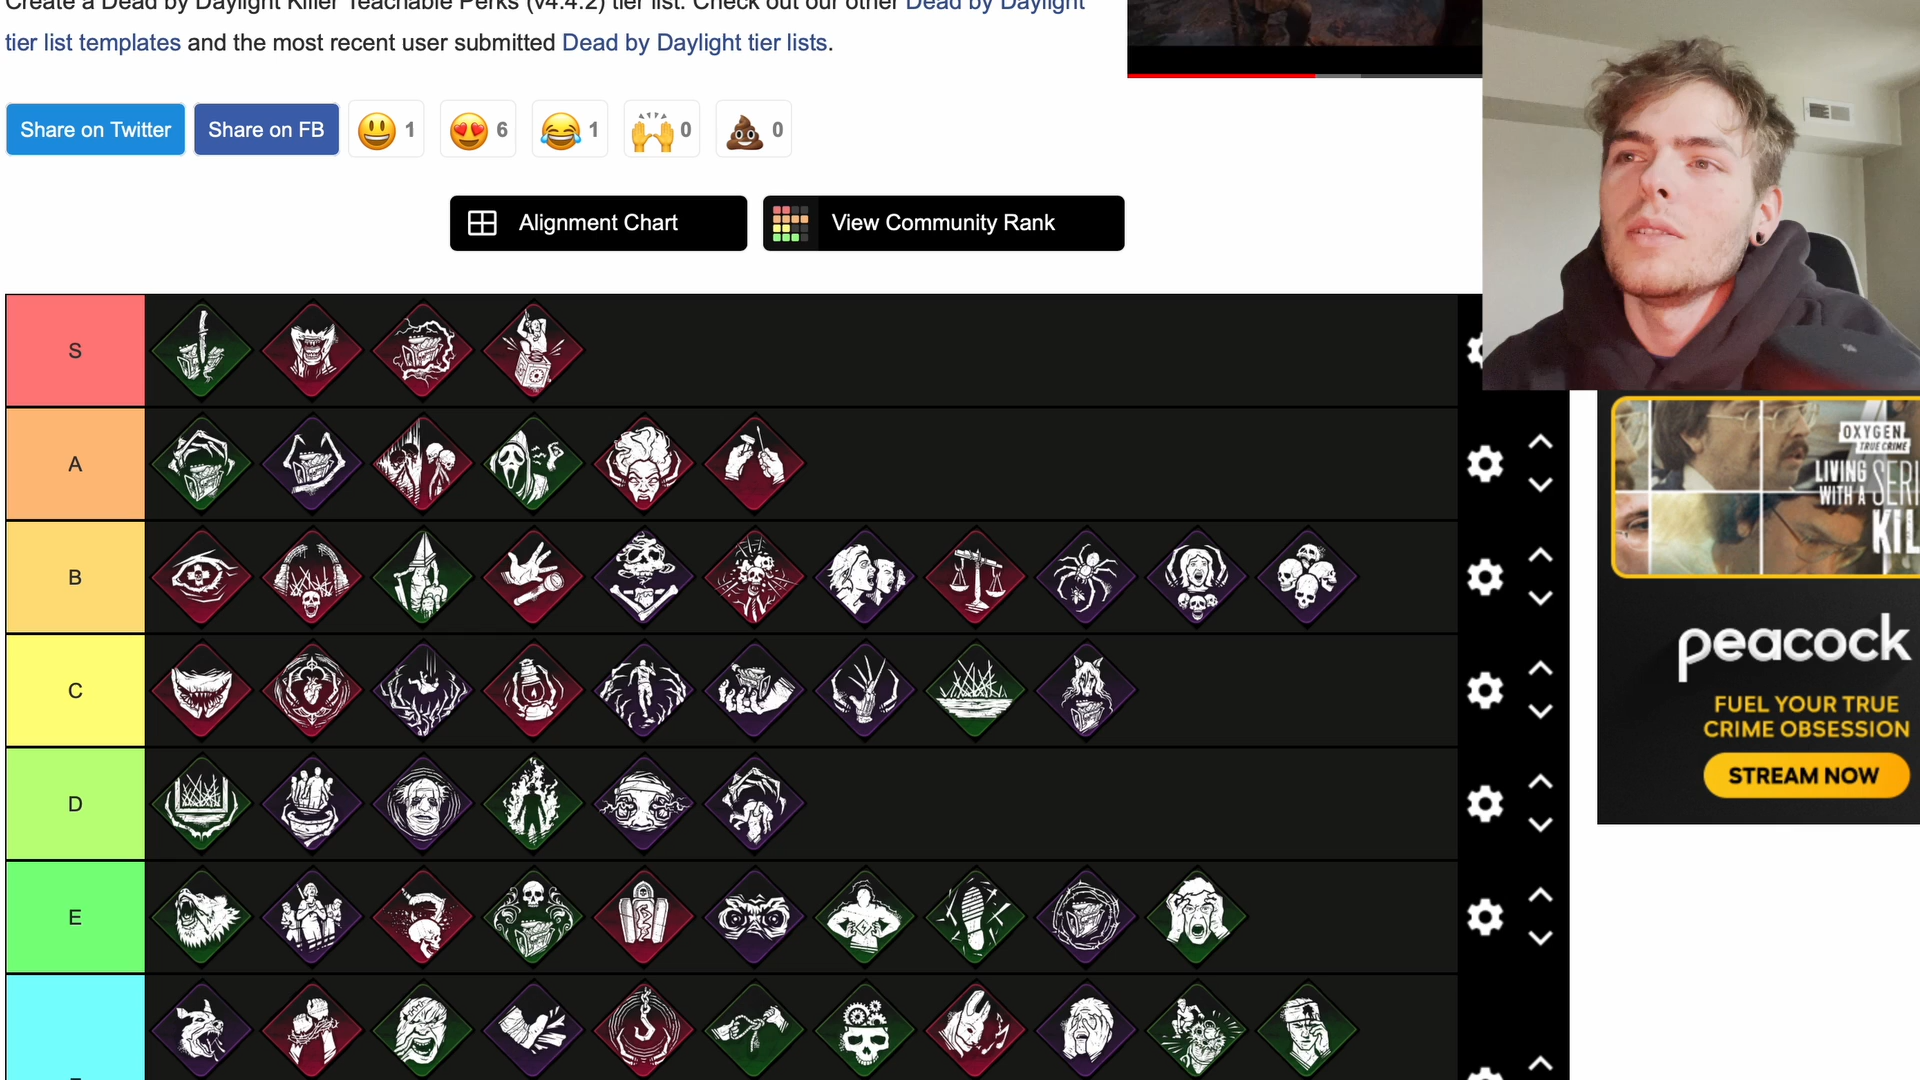 Create a Dead by Daylight Killer Teachable Perks (v4.4.2) tier list. Check out our other Dead by Daylight
tier list templates and the most recent user submitted Dead by Daylight tier lists.
Share on Twitter
Share on FB
1
6
1
0
0
Alignment Chart
View Community Rank
S
A
B
C
D
E
OXYGEN
TRUE CRIME
LIVING
WITH A SERI
KIL
peacock
FUEL YOUR TRUE
CRIME OBSESSION
STREAM NOW